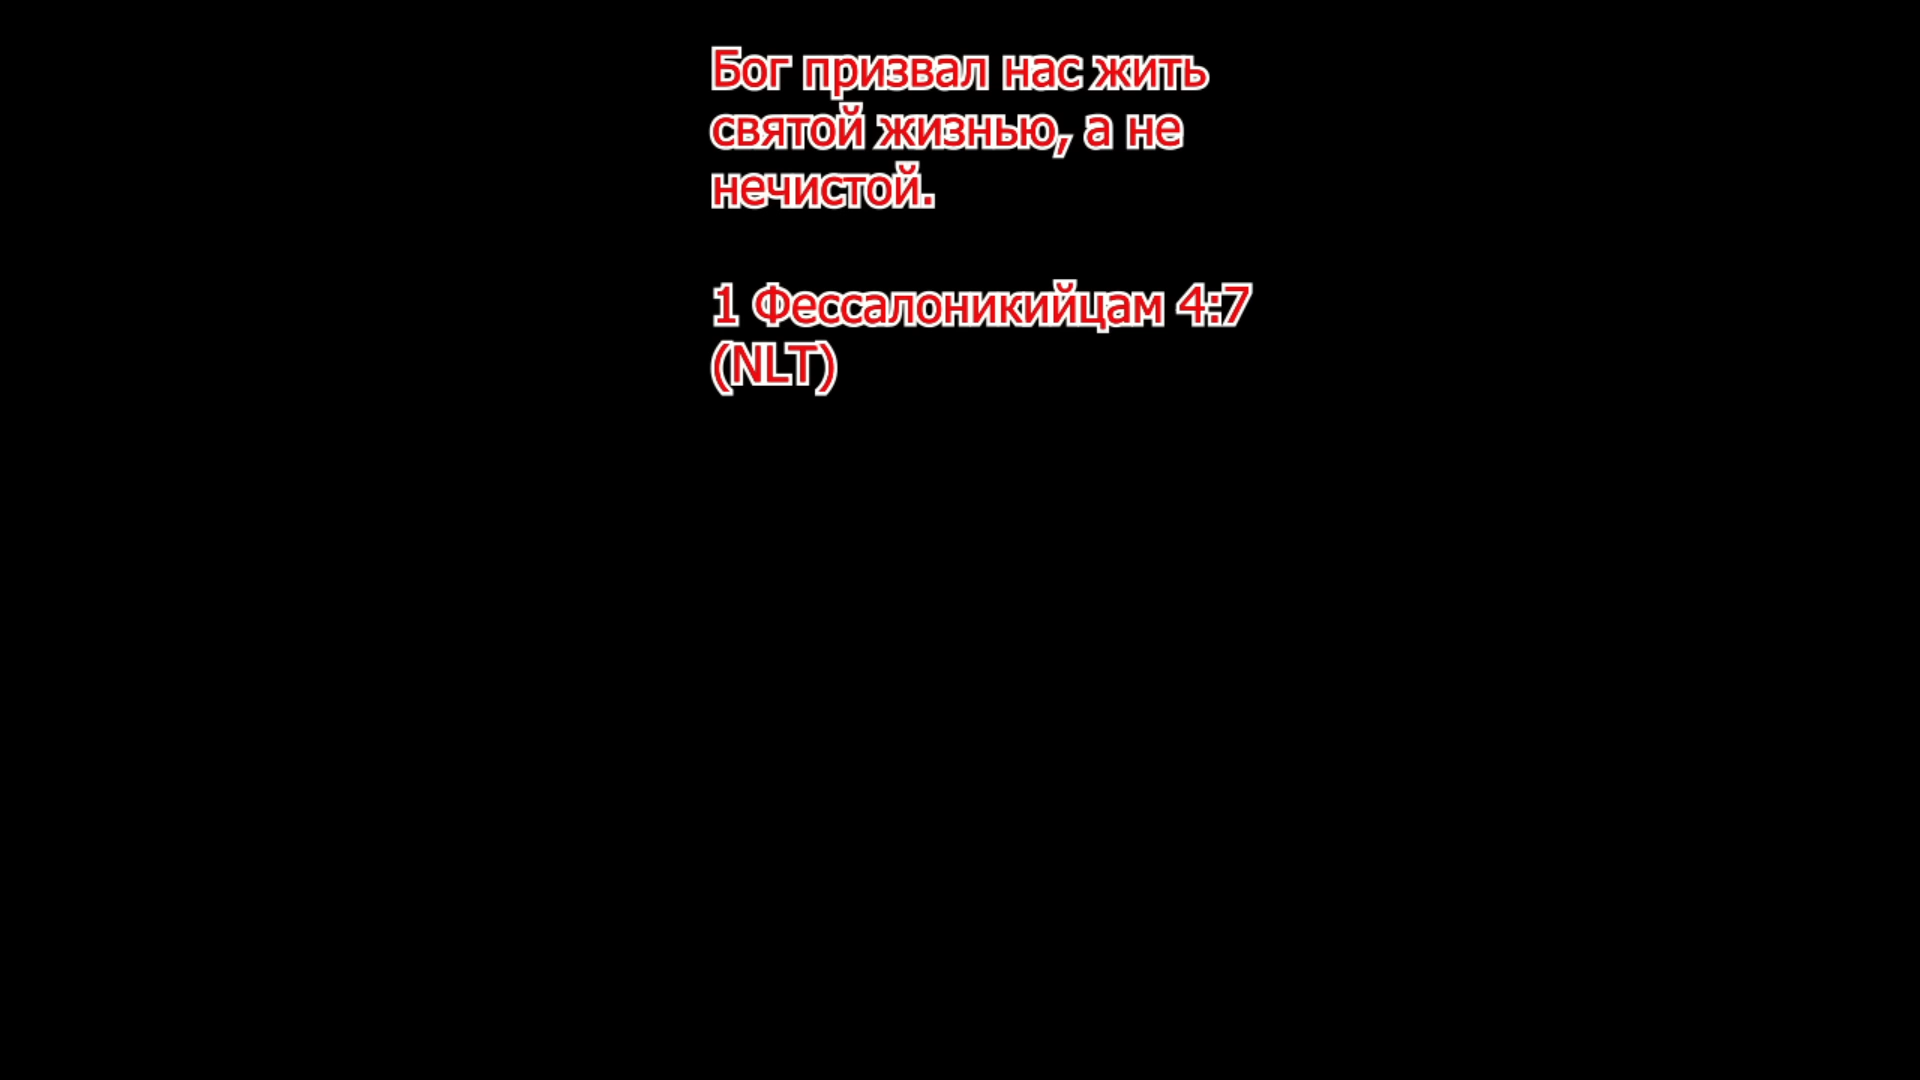 Бог призвал нас жить
святой жизнью, а не
нечистой.
1 Фессалоникийцам 4:7
(NLT)